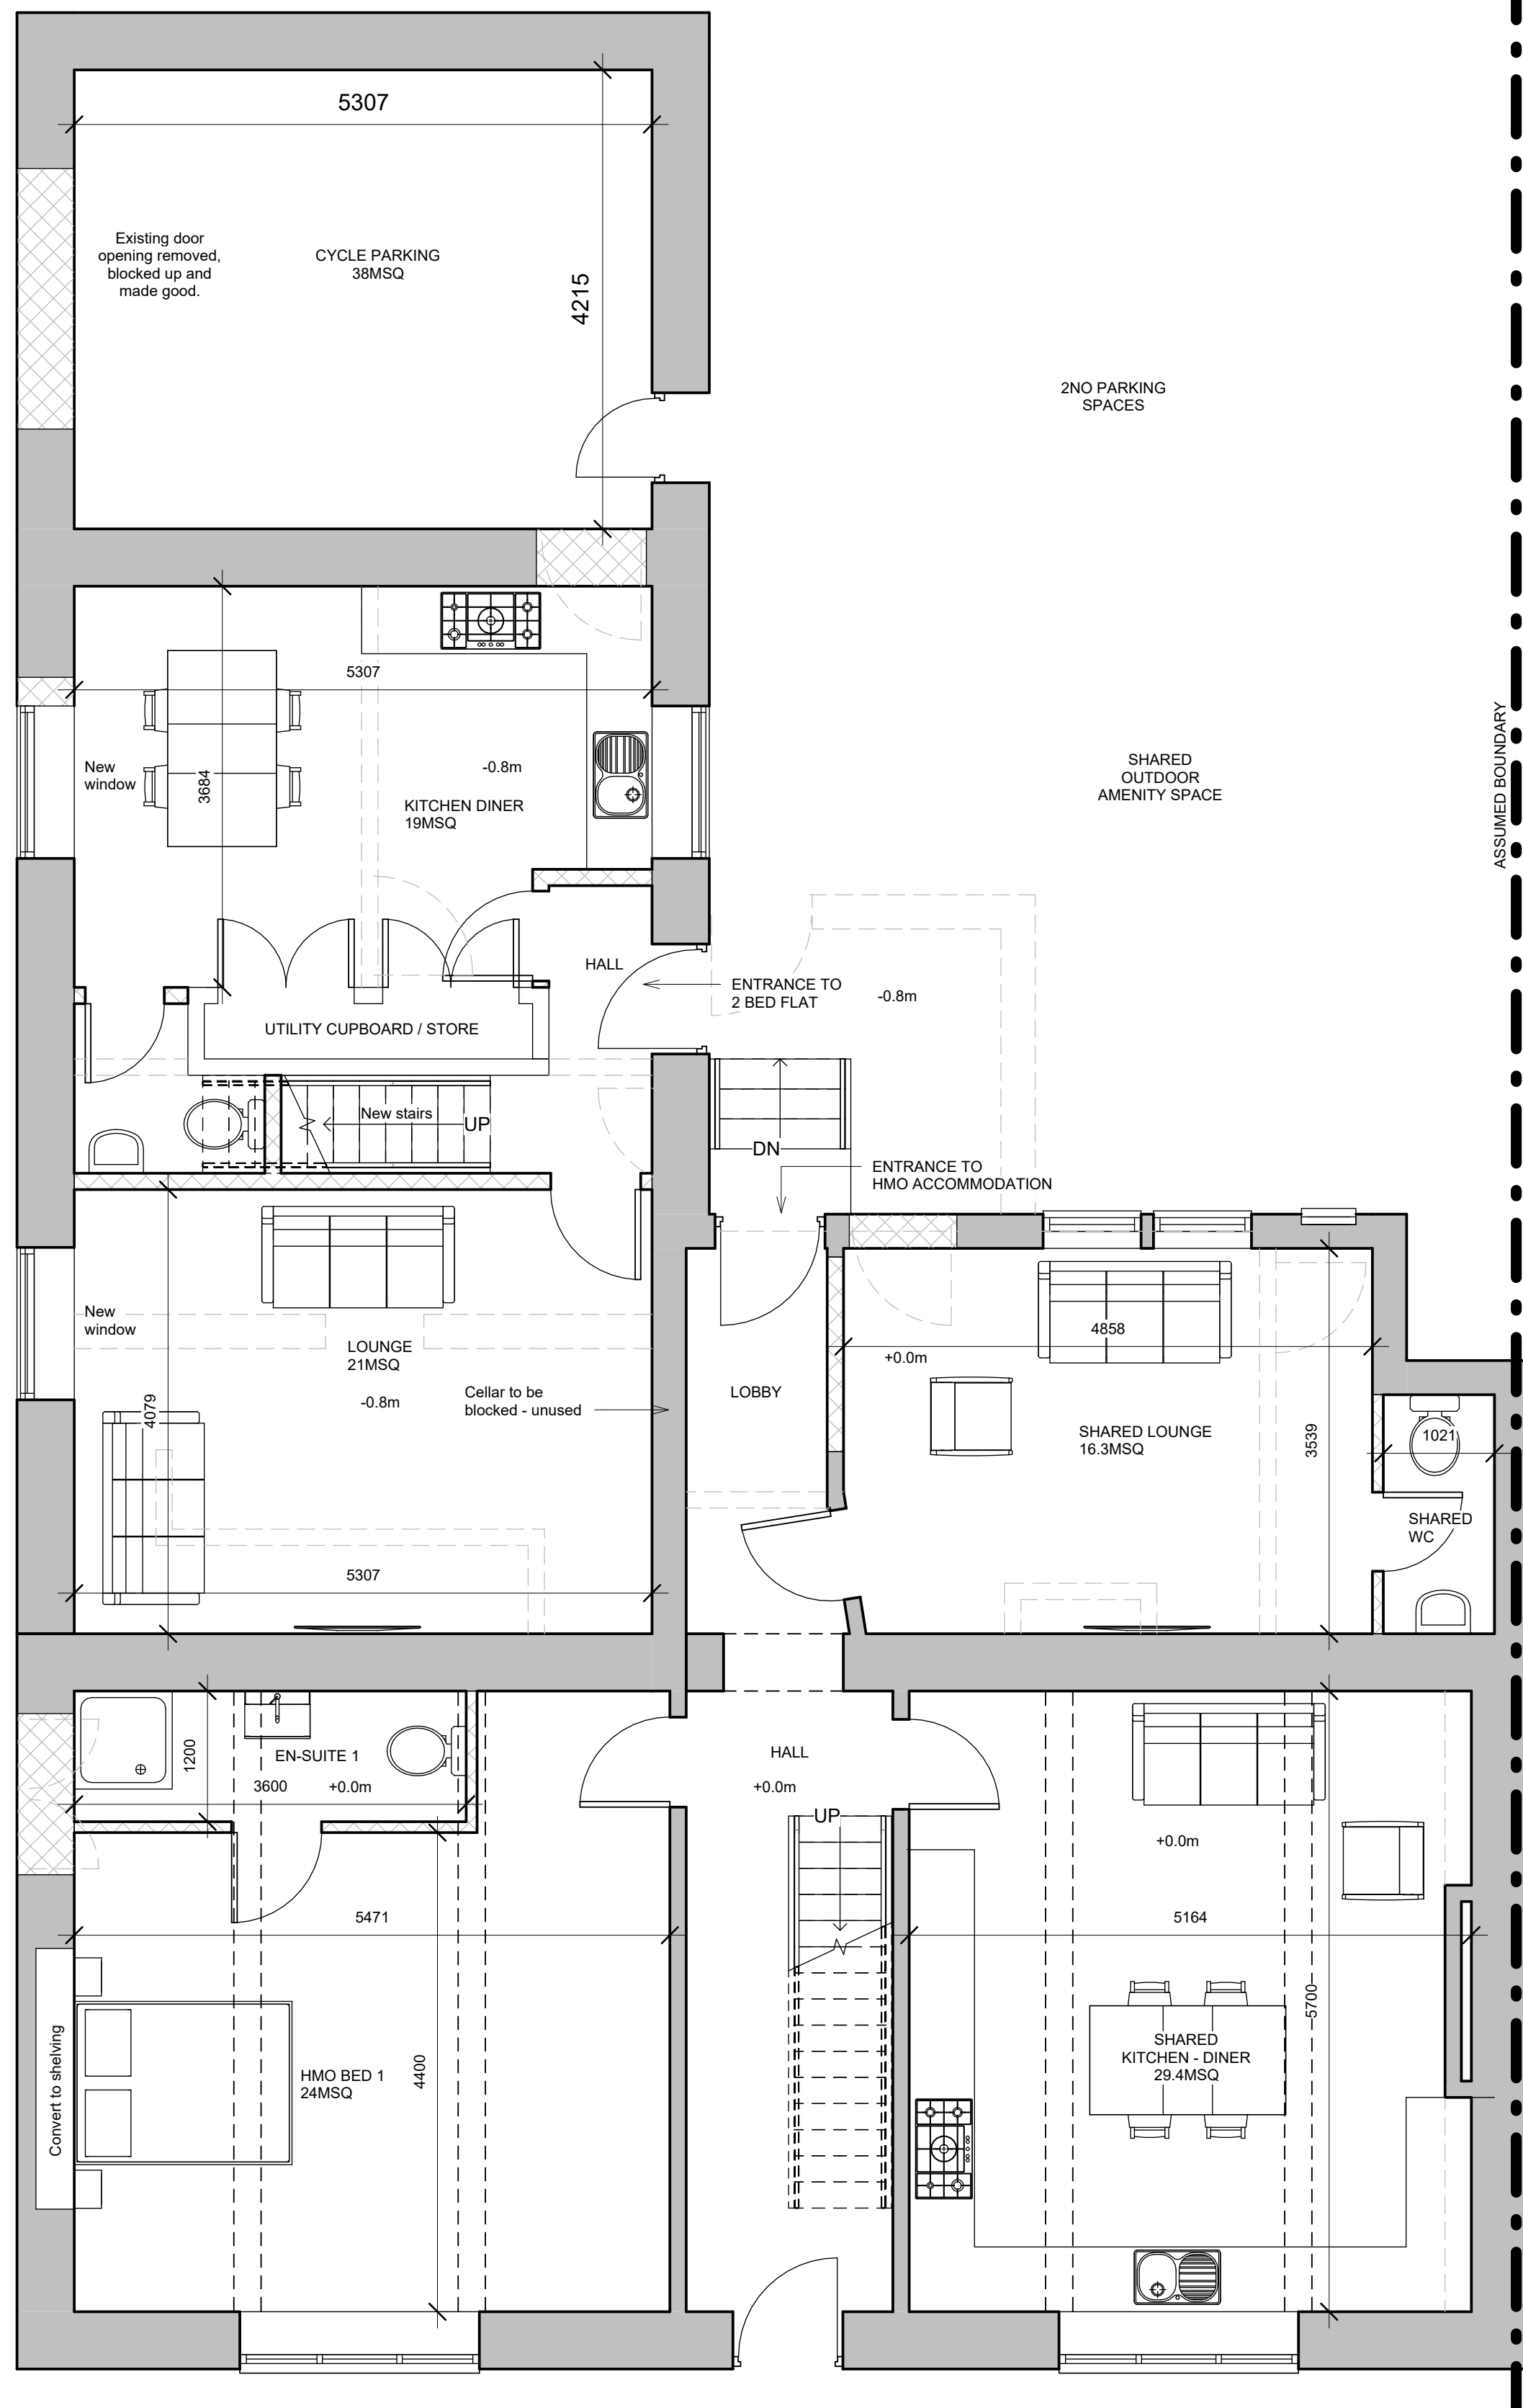 5307
Existing door
opening removed,
blocked up and
made good.
CYCLE PARKING
38MSQ
4215
2NO PARKING
SPACES
5307
New
window
3684
-0.8m
KITCHEN DINER
19MSQ
SHARED
OUTDOOR
AMENITY SPACE
ASSUMED BOUNDARY
HALL
ENTRANCE TO
2 BED FLAT
-0.8m
UTILITY CUPBOARD / STORE
New stairs
UP
DN
ENTRANCE TO
HMO ACCOMMODATION
New
window
LOUNGE
21MSQ
-0.8m
4079
Cellar to be
blocked - unused
5307
LOBBY
4858
+0.0m
SHARED LOUNGE
16.3MSQ
3539
1021
SHARED
WC
1200
EN-SUITE 1
3600
+0.0m
HALL
+0.0m
UP
+0.0m
5471
5164
Convert to shelving
HMO BED 1
24MSQ
4400
5700
SHARED
KITCHEN - DINER
29.4MSQ